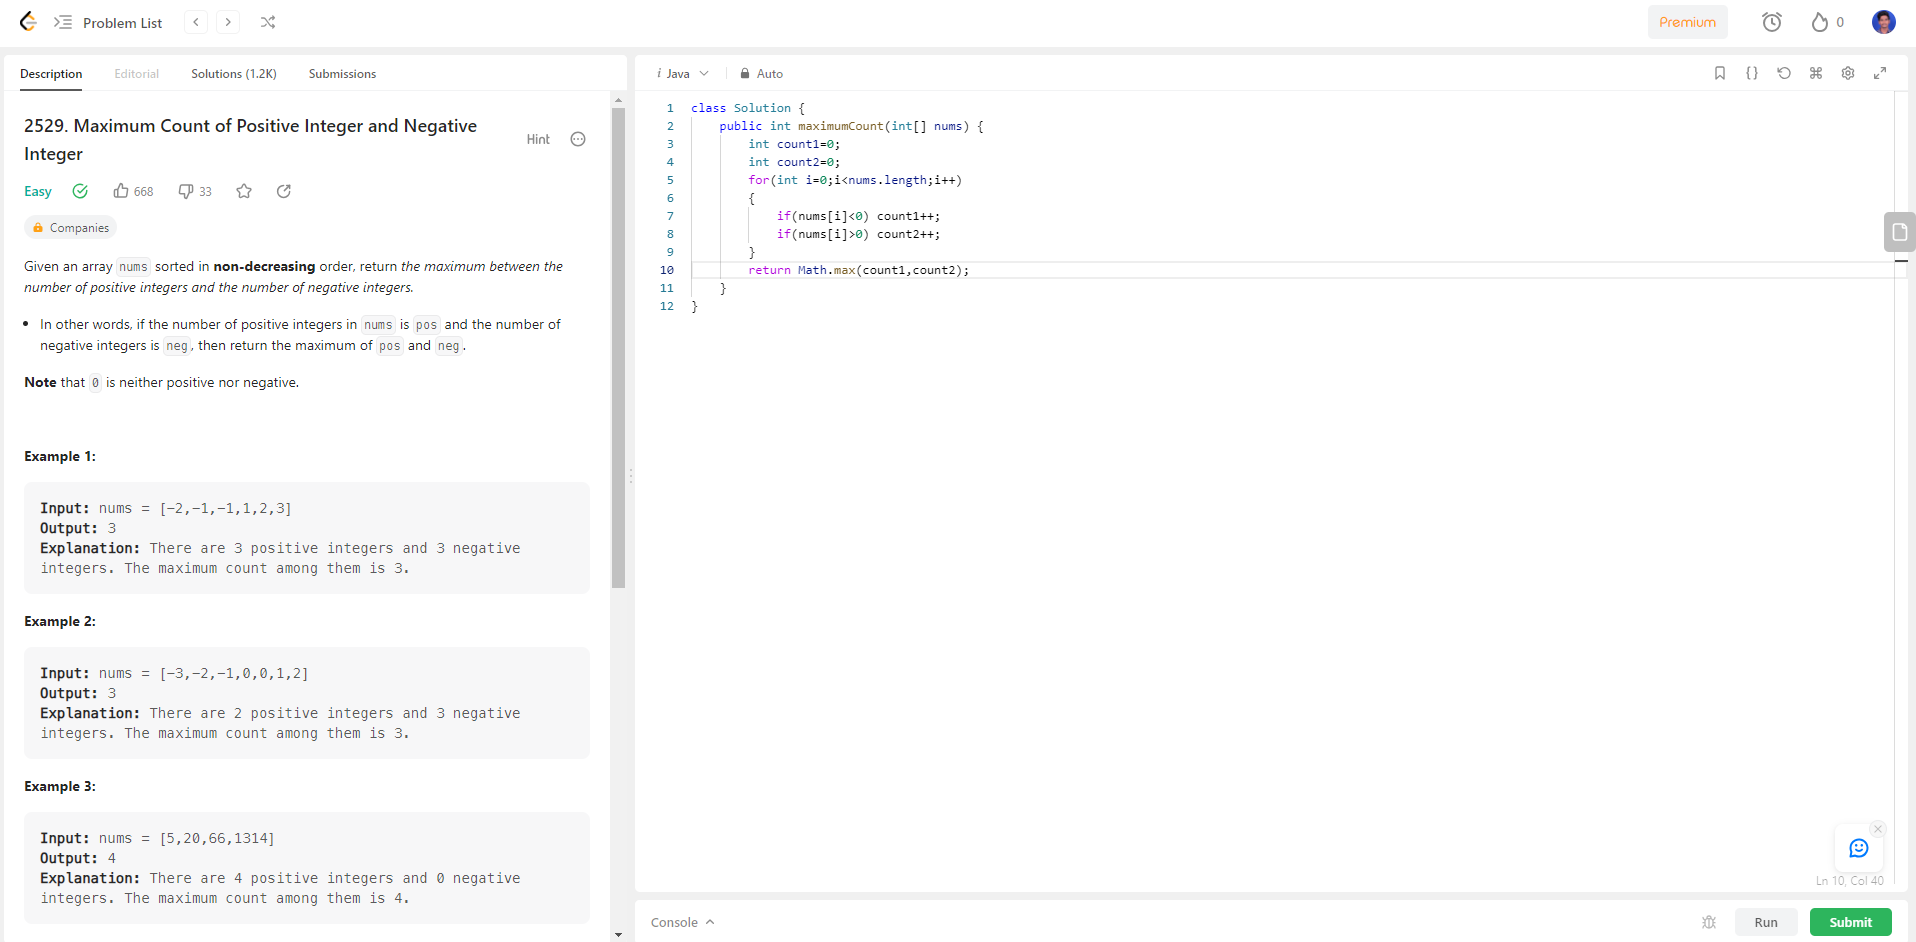 Problem List
Premium
0
Description
Editorial
Solutions (1.2K)
Submissions
2529. Maximum Count of Positive Integer and Negative
Integer
Hint
Easy
668
33
Companies
Given an array nums sorted in non-decreasing order, return the maximum between the
number of positive integers and the number of negative integers.
• In other words, if the number of positive integers in nums is pos and the number of
negative integers is neg, then return the maximum of pos and neg.
Note that 0 is neither positive nor negative.
Example 1:
Input: nums = [-2,-1,-1,1,2,3]
Output: 3
Explanation: There are 3 positive integers and 3 negative
integers. The maximum count among them is 3.
Example 2:
Input: nums = [-3,-2,-1,0,0,1,2]
Output: 3
Explanation: There are 2 positive integers and 3 negative
integers. The maximum count among them is 3.
Example 3:
Input: nums = [5,20,66,1314]
Output: 4
Explanation: There are 4 positive integers and 0 negative
integers. The maximum count among them is 4.
i Java
Auto
1 class Solution {
2 public int maximumCount(int[] nums) {
3 int count1=0;
4 int count2=0;
5 for(int i=0;i<nums.length;i++)
6 {
7 if(nums[i]<0) count1++;
8 if(nums[i]>0) count2++;
9 }
10 return Math.max(count1,count2);
11 }
12 }
Ln 10, Col 40
Console
Run
Submit